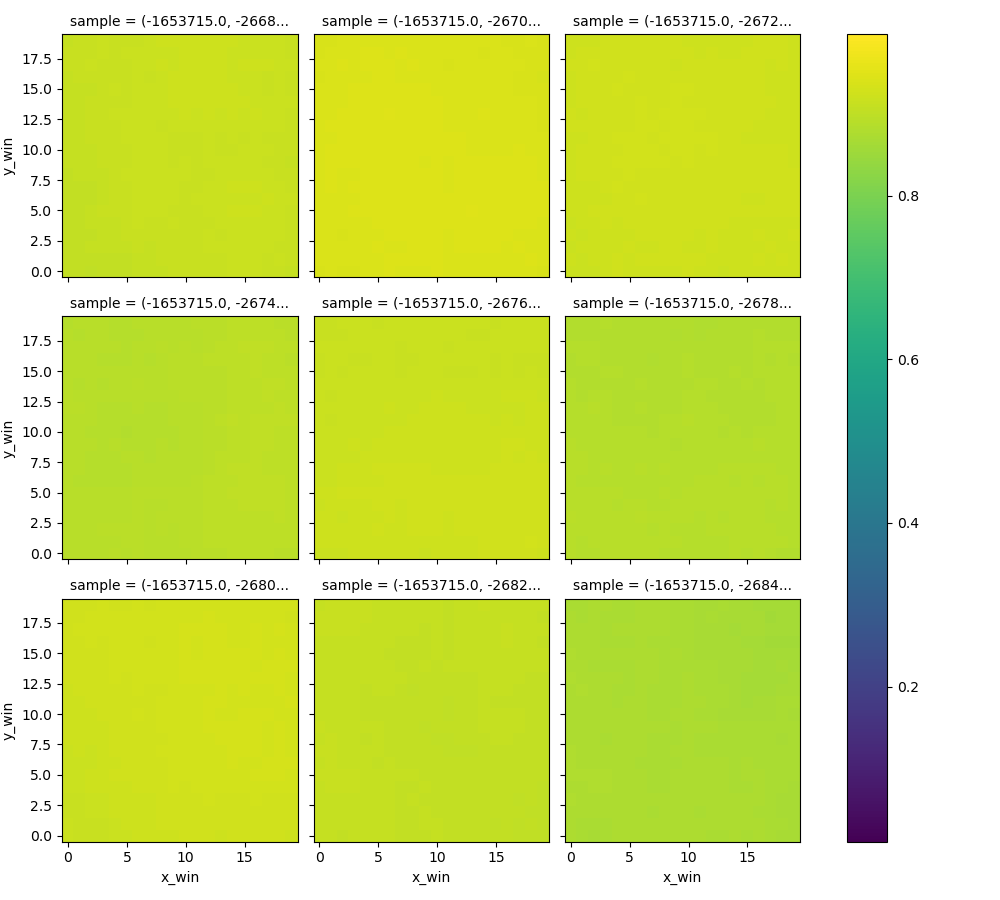 sample = (-1653715.0, -2668...
sample = (-1653715.0, -2670...
sample = (-1653715.0, -2672...
17.5
15.0
12.5
10.0
7.5
5.0
2.5
0.0
y_win
sample = (-1653715.0, -2674...
sample = (-1653715.0, -2676...
sample = (-1653715.0, -2678...
17.5
15.0
12.5
10.0
7.5
5.0
2.5
0.0
y_win
sample = (-1653715.0, -2680...
sample = (-1653715.0, -2682...
sample = (-1653715.0, -2684...
17.5
15.0
12.5
10.0
7.5
5.0
2.5
0.0
y_win
0 5 10 15
0 5 10 15
0 5 10 15
x_win
x_win
x_win
0.8
0.6
0.4
0.2